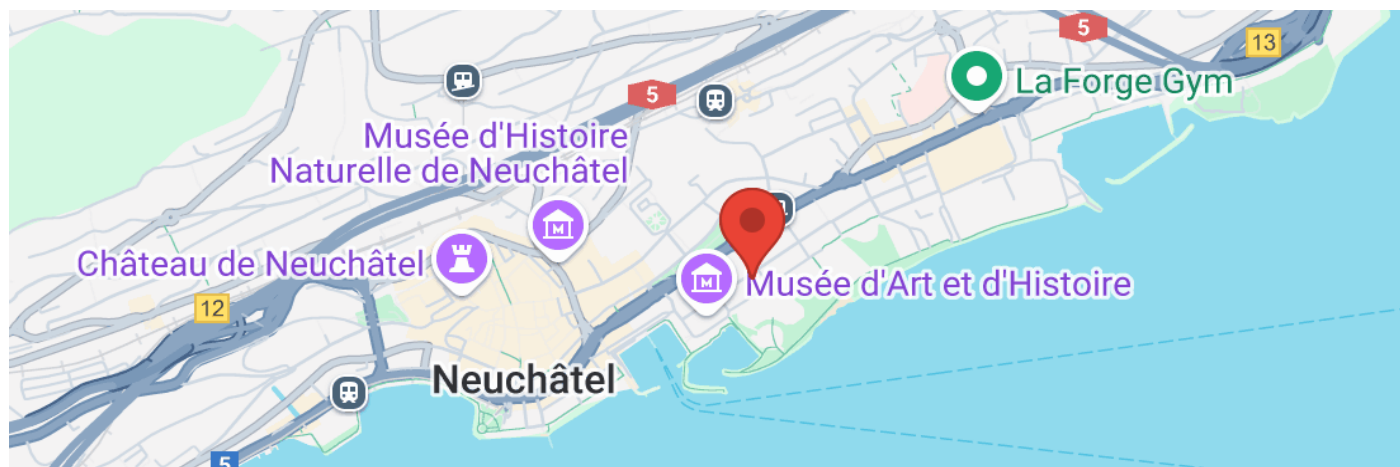 5
13
La Forge Gym
5
Musée d'Histoire
Naturelle de Neuchâtel
Château de Neuchâtel
M
M
Musée d'Art et d'Histoire
12
Neuchâtel
5